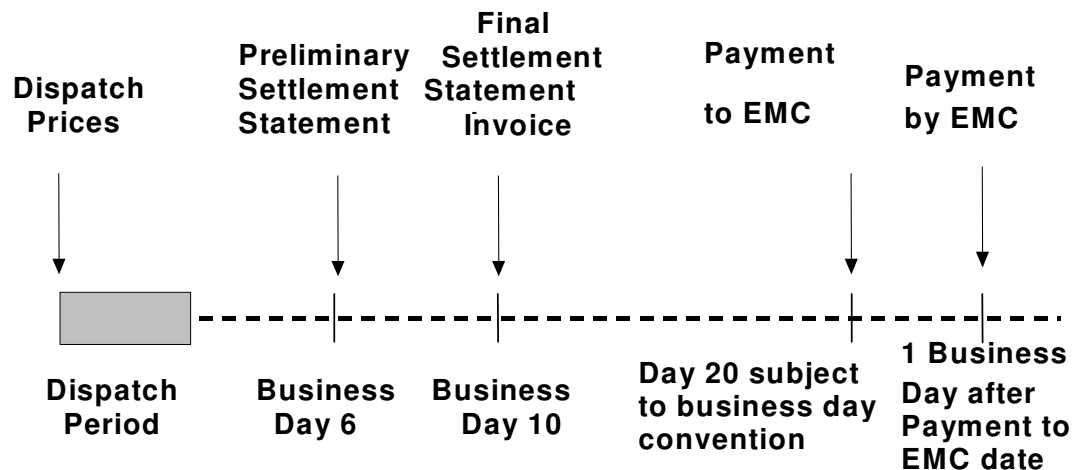 Dispatch
Prices
Preliminary
Settlement
Statement
Final
Settlement
Statement
Invoice
Payment
to EMC
Payment
by EMC
Dispatch
Period
Business
Day 6
Business
Day 10
Day 20 subject
to business day
convention
1 Business
Day after
Payment to
EMC date